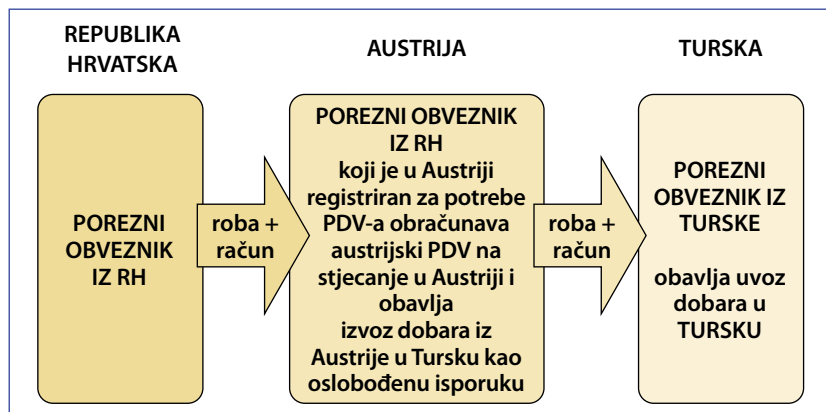 REPUBLIKA
HRVATSKA
AUSTRIJA
TURSKA
POREZNI
OBVEZNIK
IZ RH
roba +
račun
POREZNI OBVEZNIK
IZ RH
koji je u Austriji
registriran za potrebe
PDV-a obračunava
austrijski PDV na
stjecanje u Austriji i
obavlja
izvoz dobara iz
Austrije u Tursku kao
oslobođenu isporuku
roba +
račun
POREZNI
OBVEZNIK IZ
TURSKE
obavlja uvoz
dobara u
TURSKU